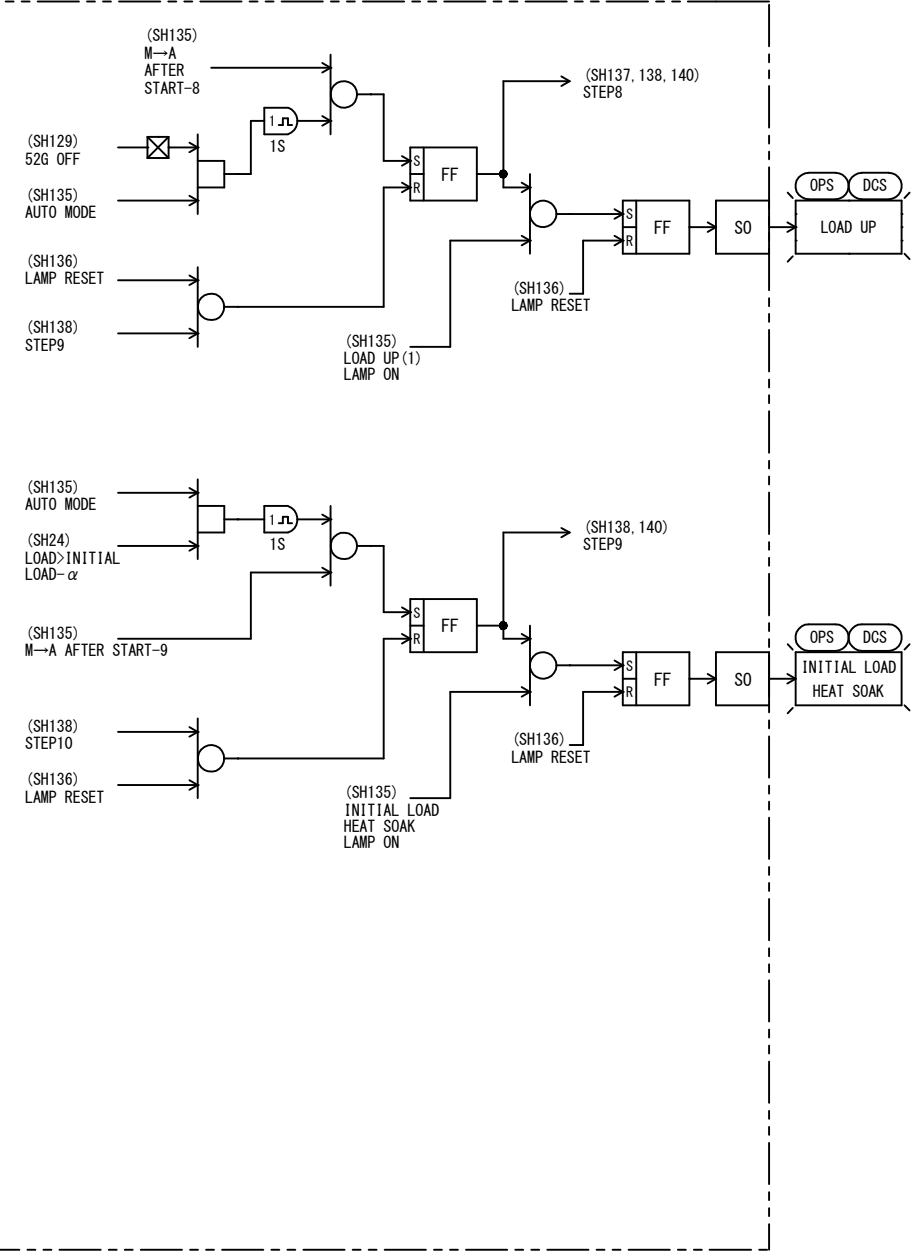 (SH135)
M→A
AFTER
START-8
(SH137, 138, 140)
STEP8
1
1S
(SH129)
52G OFF
(SH135)
AUTO MODE
S
R
FF
OPS
DCS
LOAD UP
S
R
FF
SO
(SH136)
LAMP RESET
(SH138)
STEP9
(SH136)
LAMP RESET
(SH135)
LOAD UP(1)
LAMP ON
(SH135)
AUTO MODE
(SH24)
LOAD>INITIAL
LOAD-α
1
1S
(SH138, 140)
STEP9
(SH135)
M→A AFTER START-9
S
R
FF
OPS
DCS
INITIAL LOAD
HEAT SOAK
S
R
FF
SO
(SH138)
STEP10
(SH136)
LAMP RESET
(SH136)
LAMP RESET
(SH135)
INITIAL LOAD
HEAT SOAK
LAMP ON